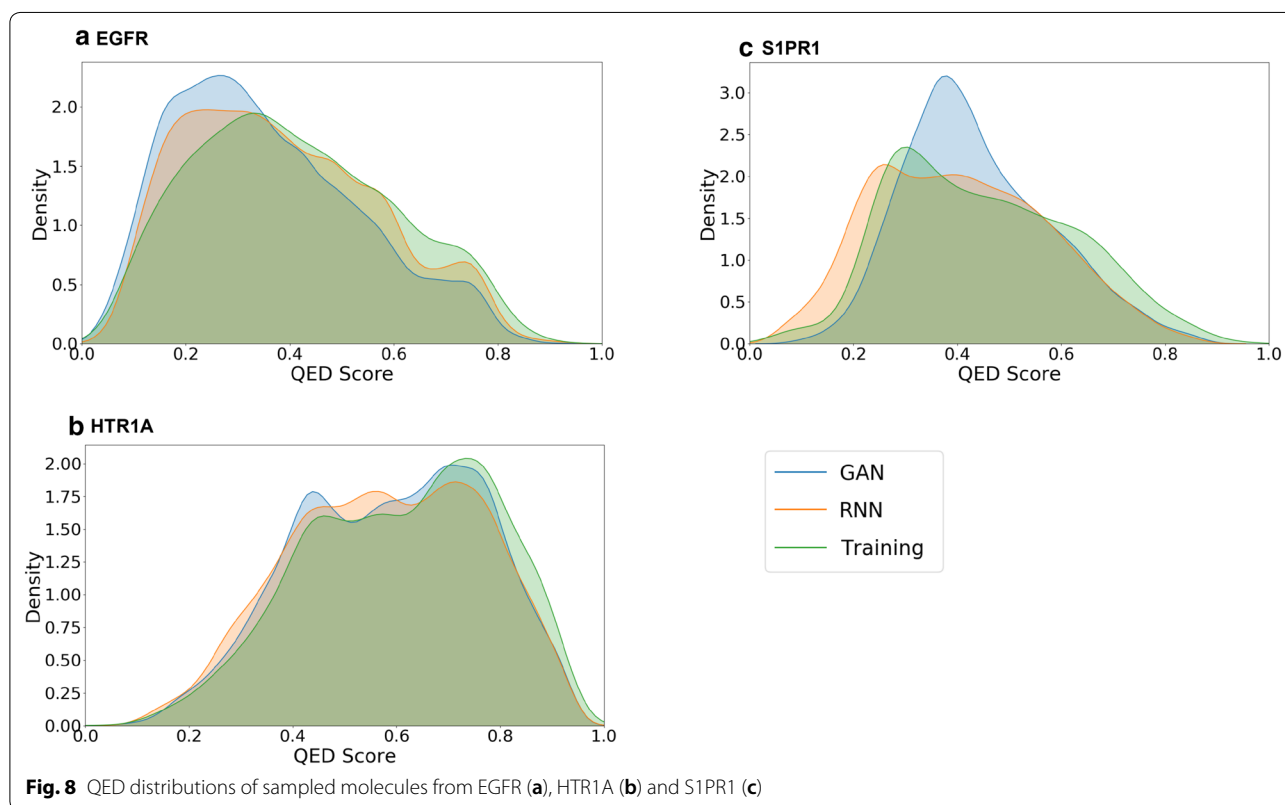 a EGFR
2.0
1.5
1.0
0.5
0.0
Density
0.0 0.2 0.4 0.6 0.8 1.0
QED Score
c S1PR1
3.0
2.5
2.0
1.5
1.0
0.5
0.0
Density
0.0 0.2 0.4 0.6 0.8 1.0
QED Score
b HTR1A
2.00
1.75
1.50
1.25
1.00
0.75
0.50
0.25
0.00
Density
0.0 0.2 0.4 0.6 0.8 1.0
QED Score
GAN
RNN
Training
Fig. 8 QED distributions of sampled molecules from EGFR (a), HTR1A (b) and S1PR1 (c)